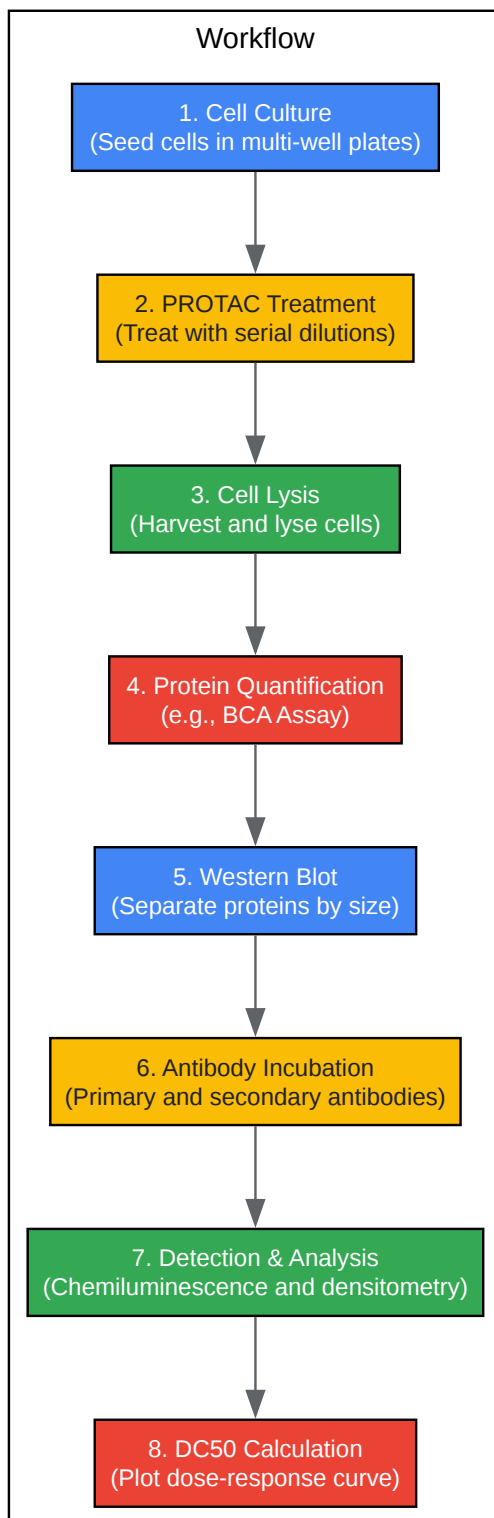 Workflow
1. Cell Culture
(Seed cells in multi-well plates)
2. PROTAC Treatment
(Treat with serial dilutions)
3. Cell Lysis
(Harvest and lyse cells)
4. Protein Quantification
(e.g., BCA Assay)
5. Western Blot
(Separate proteins by size)
6. Antibody Incubation
(Primary and secondary antibodies)
7. Detection & Analysis
(Chemiluminescence and densitometry)
8. DC50 Calculation
(Plot dose-response curve)